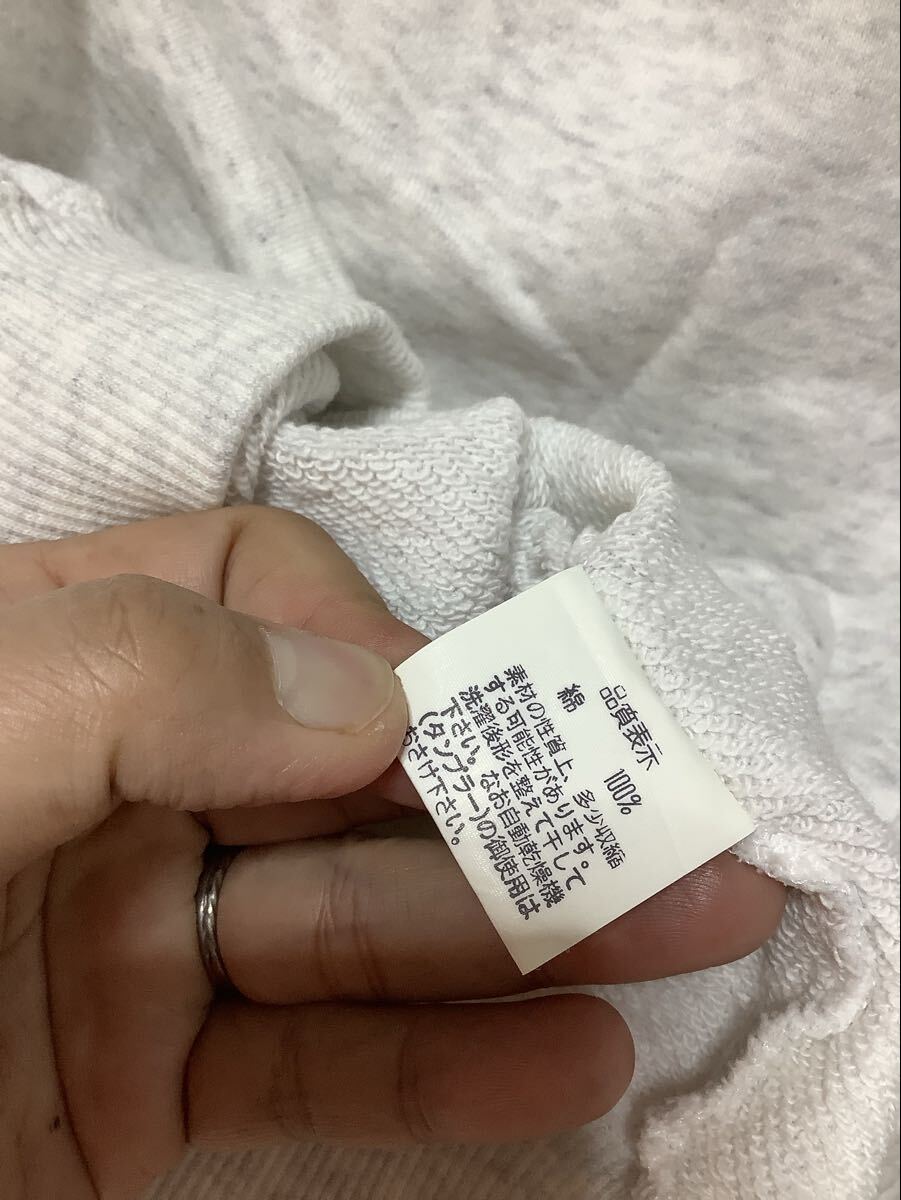 品質表示
綿 100%
素材の性質上、多少収縮
する可能性があります。
洗濯後形を整えて干して
下さい。なお自動乾燥機
(タンブラー)の御使用は
おさけ下さい。